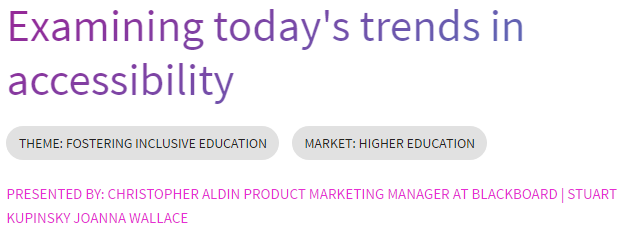 Examining today's trends in
accessibility
THEME: FOSTERING INCLUSIVE EDUCATION
MARKET: HIGHER EDUCATION
PRESENTED BY: CHRISTOPHER ALDIN PRODUCT MARKETING MANAGER AT BLACKBOARD | STUART
KUPINSKY JOANNA WALLACE